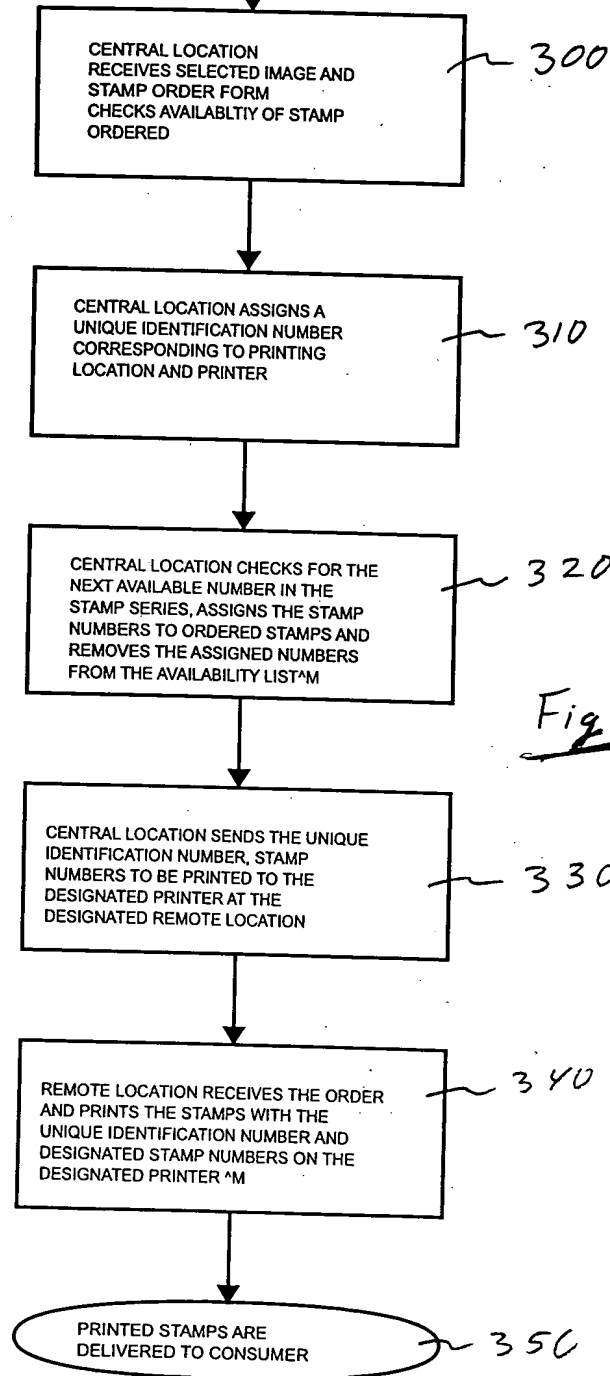 CENTRAL LOCATION
RECEIVES SELECTED IMAGE AND
STAMP ORDER FORM
CHECKS AVAILABLTIY OF STAMP
ORDERED
300
CENTRAL LOCATION ASSIGNS A
UNIQUE IDENTIFICATION NUMBER
CORRESPONDING TO PRINTING
LOCATION AND PRINTER
310
CENTRAL LOCATION CHECKS FOR THE
NEXT AVAILABLE NUMBER IN THE
STAMP SERIES, ASSIGNS THE STAMP
NUMBERS TO ORDERED STAMPS AND
REMOVES THE ASSIGNED NUMBERS
FROM THE AVAILABILITY LIST^M
320
Fig
CENTRAL LOCATION SENDS THE UNIQUE
IDENTIFICATION NUMBER, STAMP
NUMBERS TO BE PRINTED TO THE
DESIGNATED PRINTER AT THE
DESIGNATED REMOTE LOCATION
330
REMOTE LOCATION RECEIVES THE ORDER
AND PRINTS THE STAMPS WITH THE
UNIQUE IDENTIFICATION NUMBER AND
DESIGNATED STAMP NUMBERS ON THE
DESIGNATED PRINTER ^M
340
PRINTED STAMPS ARE
DELIVERED TO CONSUMER
350